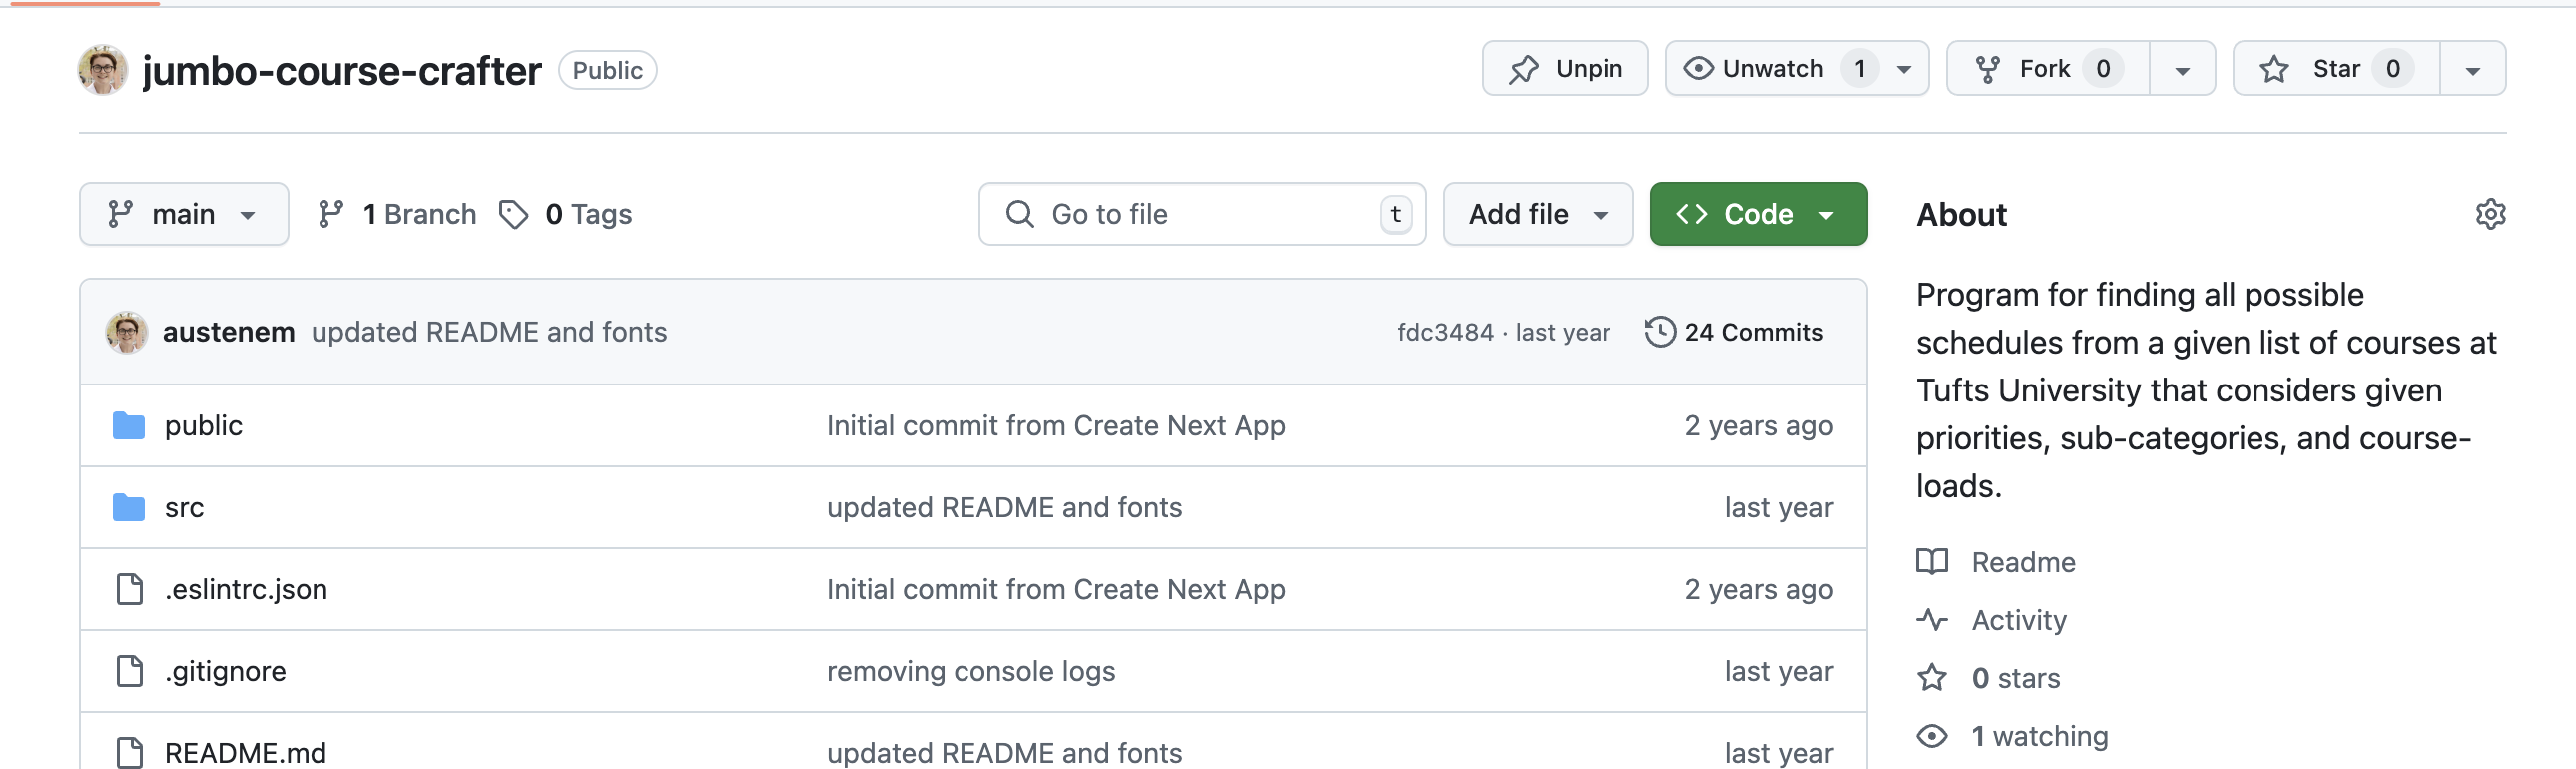 jumbo-course-crafter Public Unpin Unwatch 1 Fork 0 Star 0
main 1 Branch 0 Tags Go to file t Add file Code
austenem updated README and fonts fdc3484 · last year 24 Commits
public Initial commit from Create Next App 2 years ago
src updated README and fonts last year
.eslintrc.json Initial commit from Create Next App 2 years ago
.gitignore removing console logs last year
README.md updated README and fonts last year
About
Program for finding all possible
schedules from a given list of courses at
Tufts University that considers given
priorities, sub-categories, and course-
loads.
Readme
Activity
0 stars
1 watching